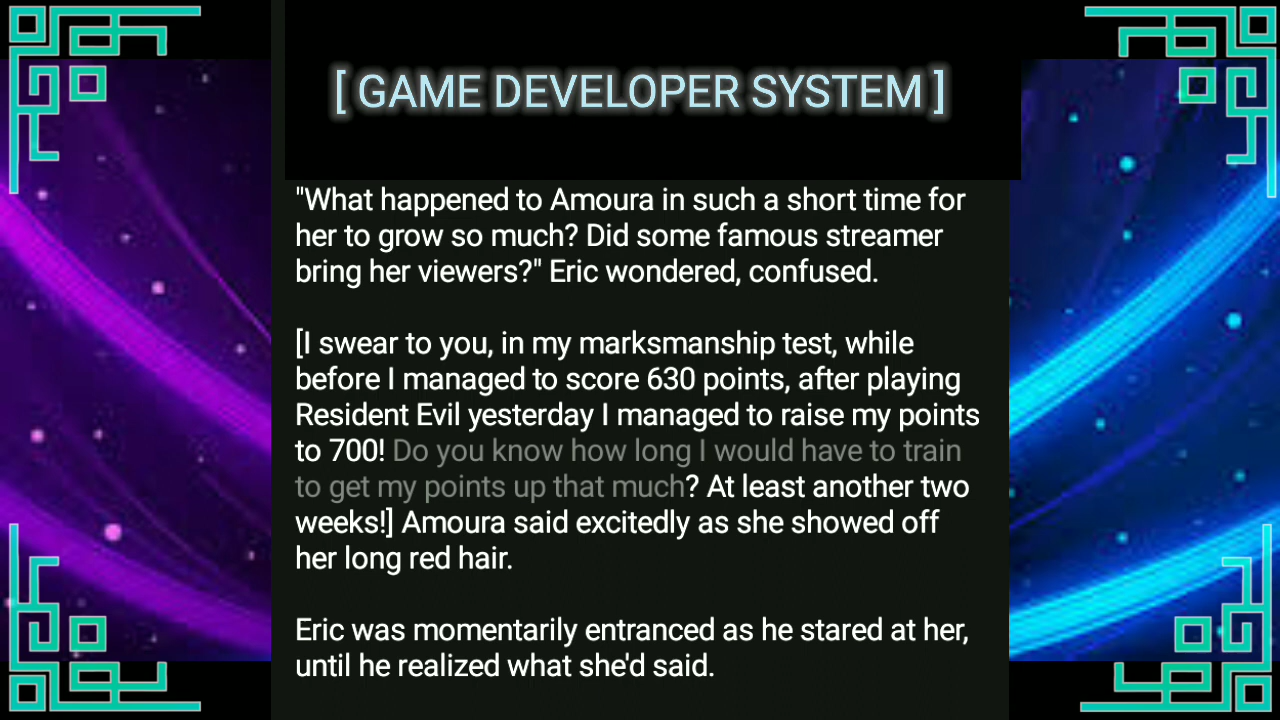 [ GAME DEVELOPER SYSTEM ]
"What happened to Amoura in such a short time for
her to grow so much? Did some famous streamer
bring her viewers?" Eric wondered, confused.
[I swear to you, in my marksmanship test, while
before I managed to score 630 points, after playing
Resident Evil yesterday I managed to raise my points
to 700! Do you know how long I would have to train
to get my points up that much? At least another two
weeks!] Amoura said excitedly as she showed off
her long red hair.
Eric was momentarily entranced as he stared at her,
until he realized what she'd said.